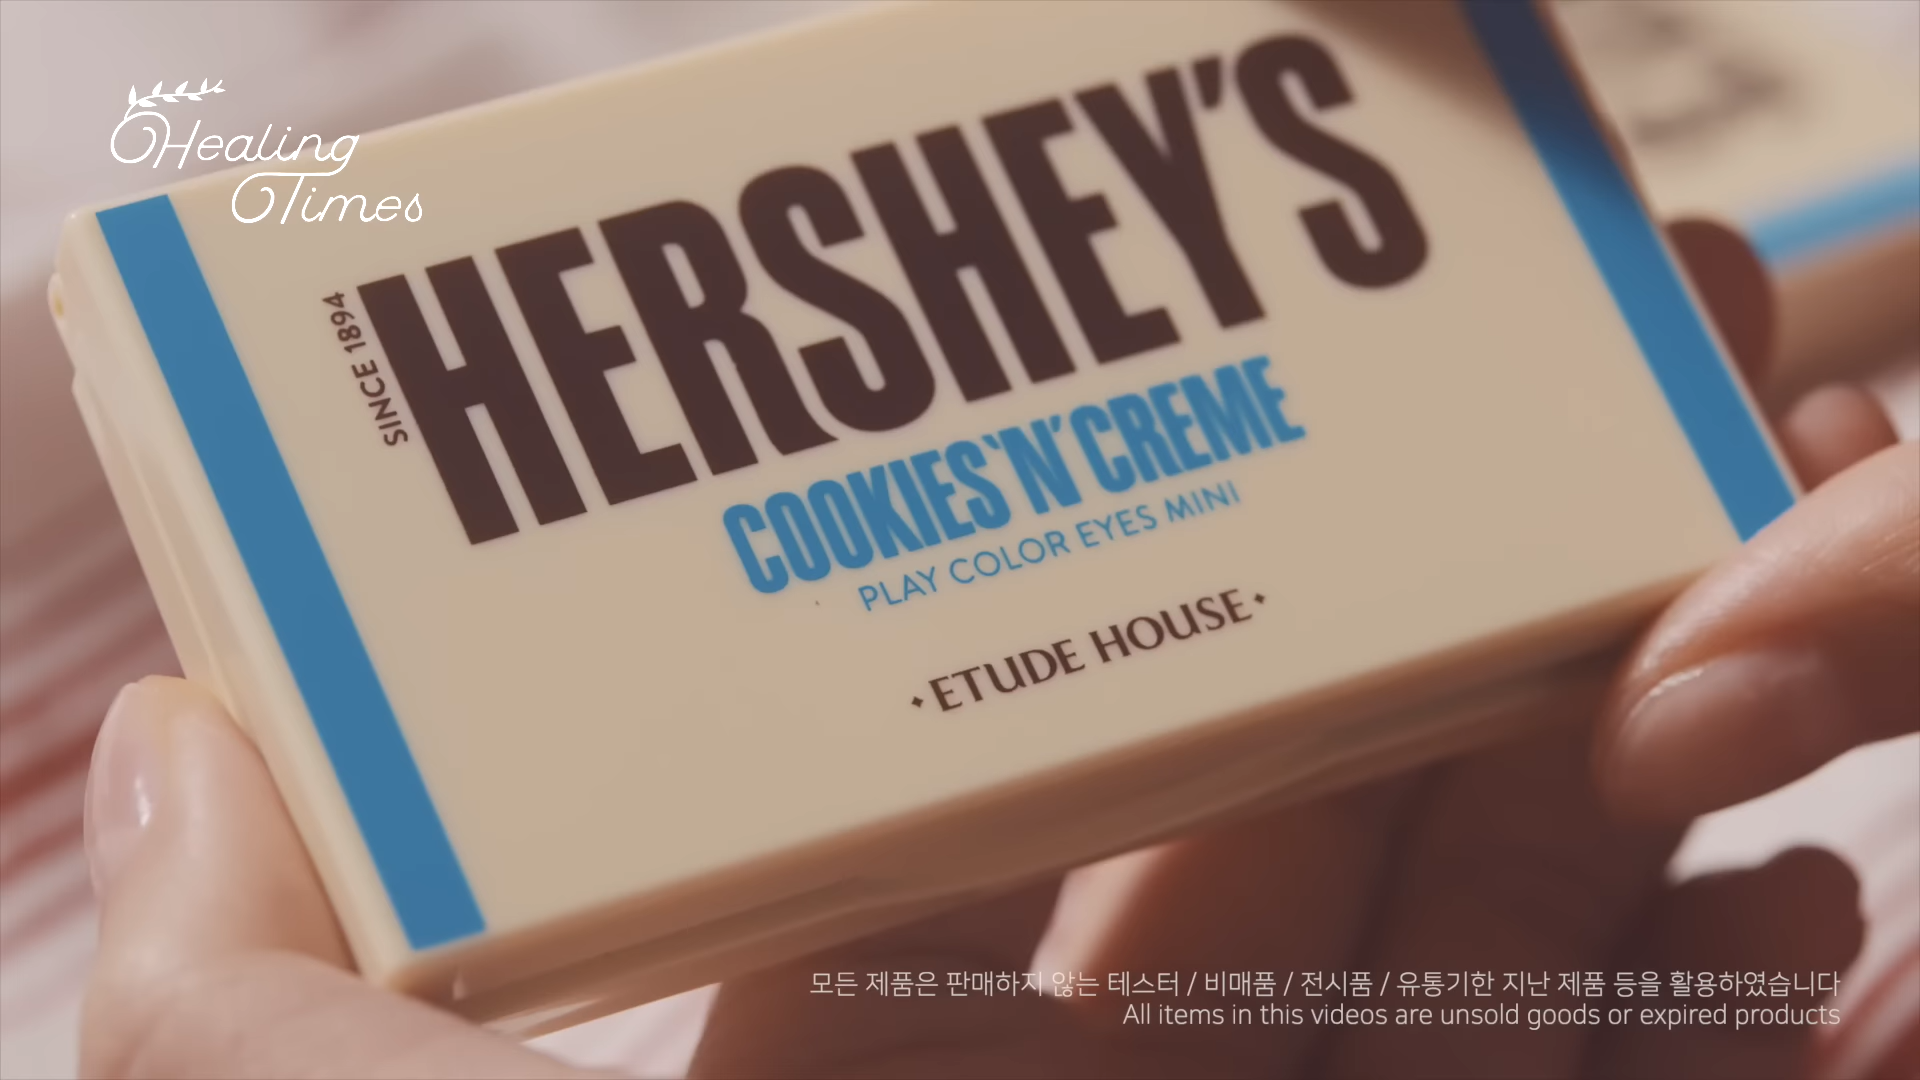 Healing
Times
SINCE 1894
HERSHEY'S
COOKIES'N'CREME
PLAY COLOR EYES MINI
ETUDE HOUSE
모든 제품은 판매하지 않는 테스터 / 비매품 / 전시품 / 유통기한 지난 제품 등을 활용하였습니다
All items in this videos are unsold goods or expired products